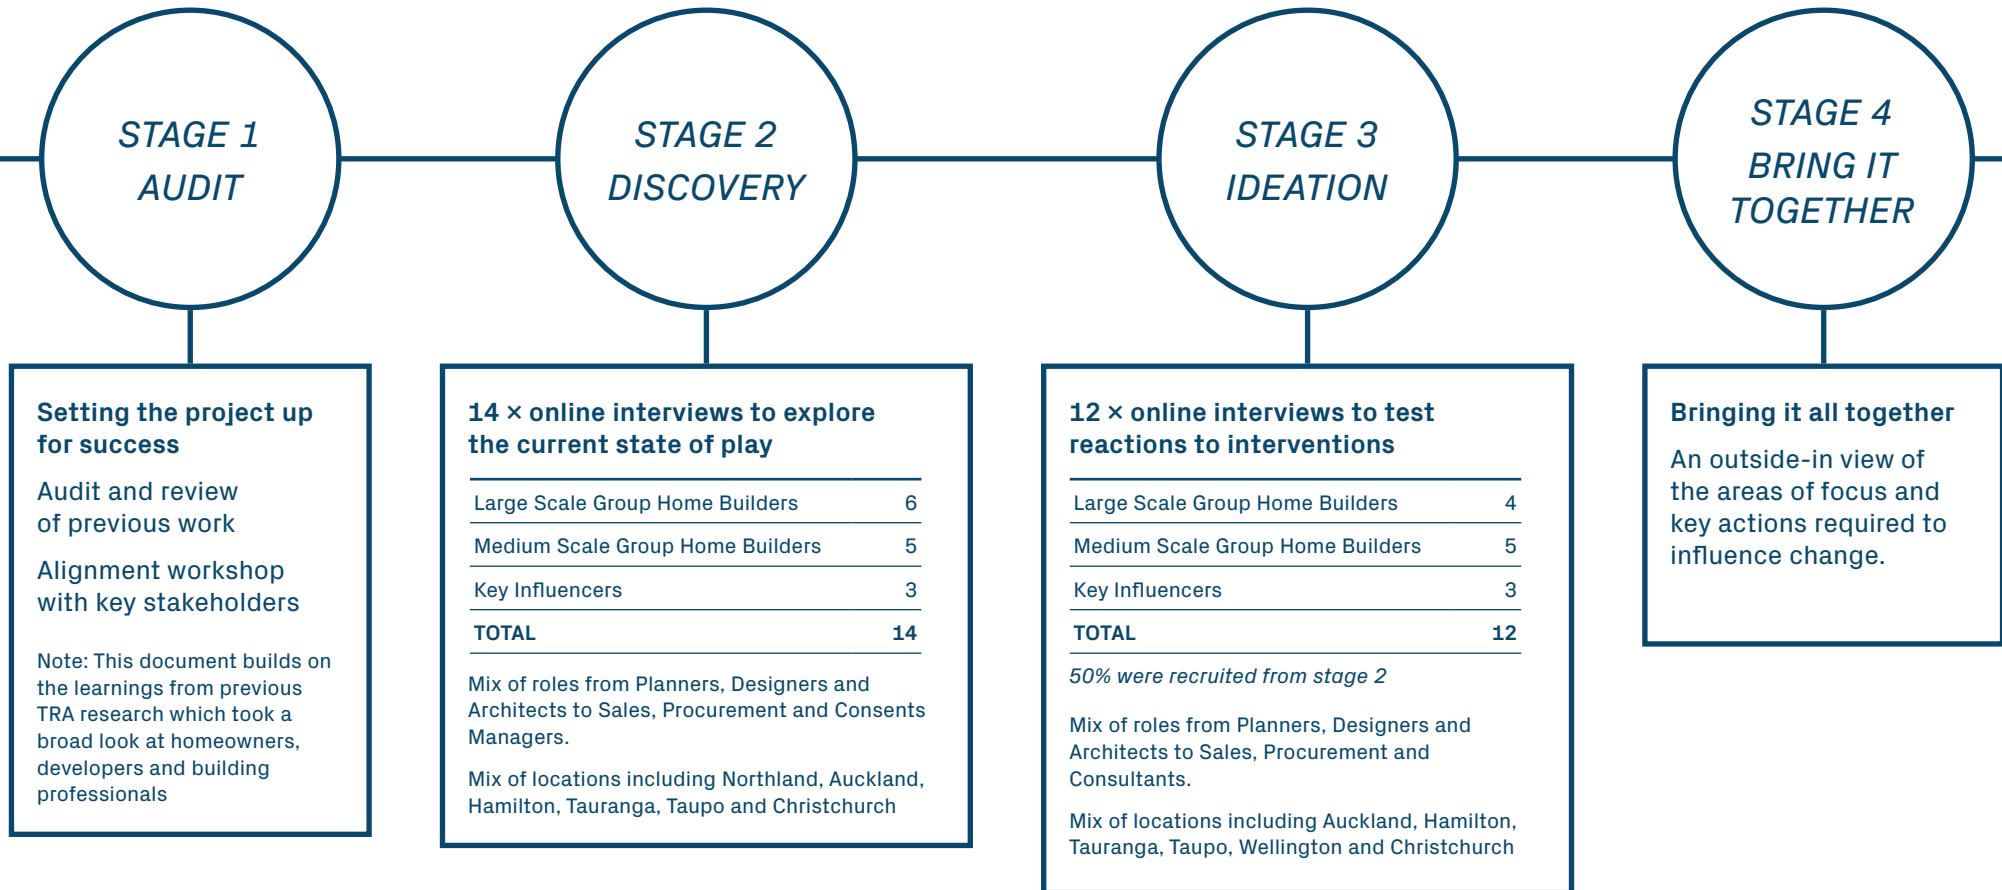 STAGE 1
AUDIT
Setting the project up
for success
Audit and review
of previous work
Alignment workshop
with key stakeholders
Note: This document builds on
the learnings from previous
TRA research which took a
broad look at homeowners,
developers and building
professionals
STAGE 2
DISCOVERY
14 × online interviews to explore
the current state of play
Large Scale Group Home Builders 6
Medium Scale Group Home Builders 5
Key Influencers 3
TOTAL 14
Mix of roles from Planners, Designers and
Architects to Sales, Procurement and Consents
Managers.
Mix of locations including Northland, Auckland,
Hamilton, Tauranga, Taupo and Christchurch
STAGE 3
IDEATION
12 × online interviews to test
reactions to interventions
Large Scale Group Home Builders 4
Medium Scale Group Home Builders 5
Key Influencers 3
TOTAL 12
50% were recruited from stage 2
Mix of roles from Planners, Designers and
Architects to Sales, Procurement and
Consultants.
Mix of locations including Auckland, Hamilton,
Tauranga, Taupo, Wellington and Christchurch
STAGE 4
BRING IT
TOGETHER
Bringing it all together
An outside-in view of
the areas of focus and
key actions required to
influence change.